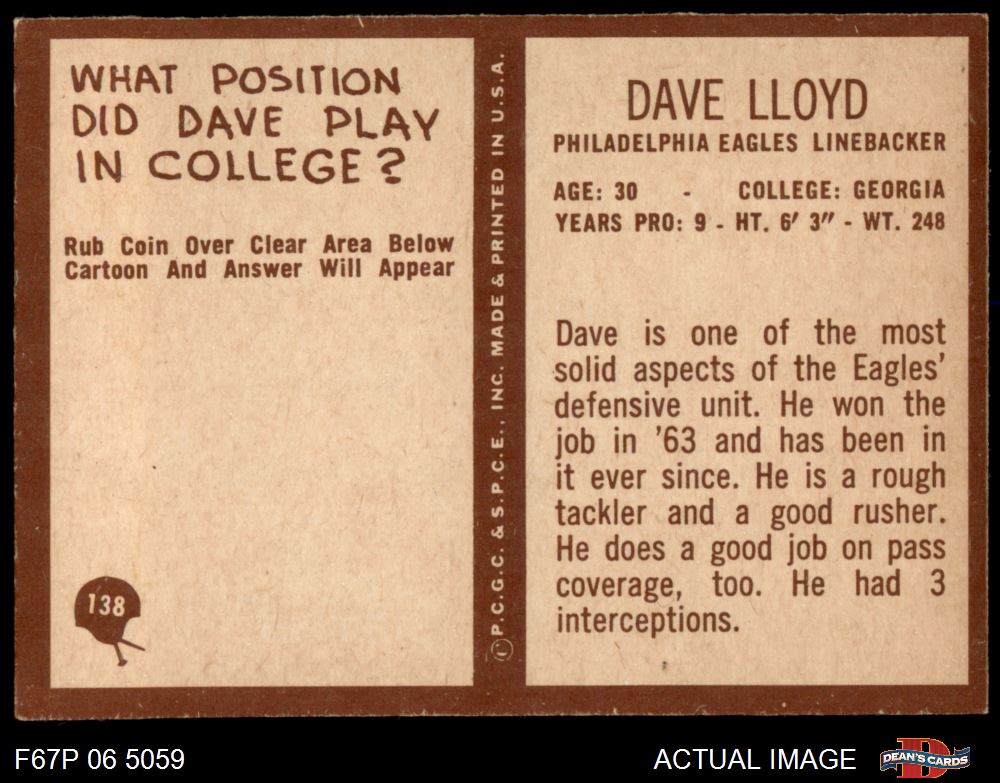 WHAT POSITION
DID DAVE PLAY
IN COLLEGE?
Rub Coin Over Clear Area Below
Cartoon And Answer Will Appear
138
©P.C.G.C. & S.P.C.E., INC. MADE & PRINTED IN U.S.A.
DAVE LLOYD
PHILADELPHIA EAGLES LINEBACKER
AGE: 30 - COLLEGE: GEORGIA
YEARS PRO: 9 - HT. 6' 3" - WT. 248
Dave is one of the most
solid aspects of the Eagles'
defensive unit. He won the
job in '63 and has been in
it ever since. He is a rough
tackler and a good rusher.
He does a good job on pass
coverage, too. He had 3
interceptions.
F67P 06 5059
ACTUAL IMAGE
DEAN'S CARDS